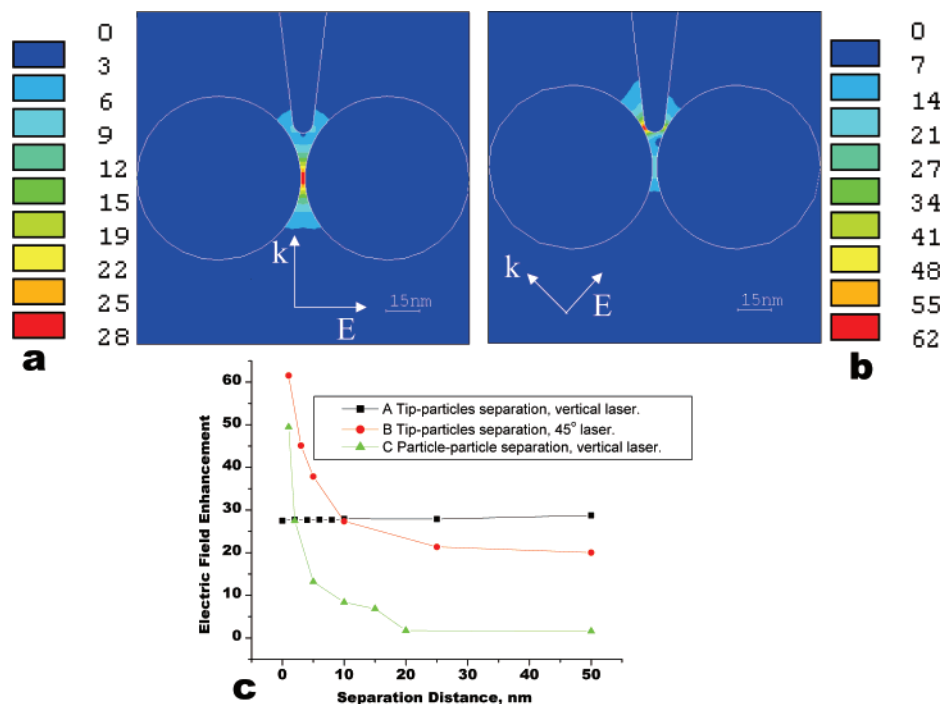 0
3
6
9
12
15
19
22
25
28
a
k
E
15nm
k
E
15nm
0
7
14
21
27
34
41
48
55
62
b
Electric Field Enhancement
60
50
40
30
20
10
0
A Tip-particles separation, vertical laser.
B Tip-particles separation, 45° laser.
C Particle-particle separation, vertical laser.
0 10 20 30 40 50
c
Separation Distance, nm